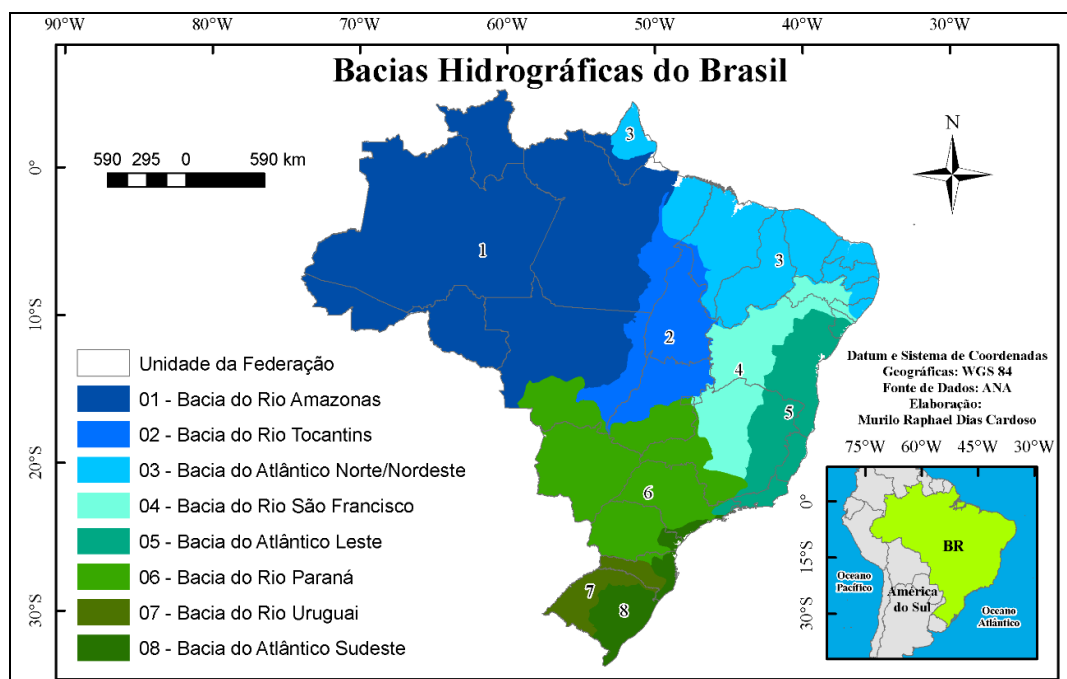 90°W 80°W 70°W 60°W 50°W 40°W 30°W 20°W
Bacias Hidrográficas do Brasil
N
590 295 0 590 km
0°
10°S
20°S
30°S
3
1
3
2
4
5
6
7
8
Unidade da Federação
01 - Bacia do Rio Amazonas
02 - Bacia do Rio Tocantins
03 - Bacia do Atlântico Norte/Nordeste
04 - Bacia do Rio São Francisco
05 - Bacia do Atlântico Leste
06 - Bacia do Rio Paraná
07 - Bacia do Rio Uruguai
08 - Bacia do Atlântico Sudeste
Datum e Sistema de Coordenadas
Geográficas: WGS 84
Fonte de Dados: ANA
Elaboração:
Murilo Raphael Dias Cardoso
75°W 60°W 45°W 30°W
0°
15°S
30°S
BR
Oceano
Pacífico
América
do Sul
Oceano
Atlântico